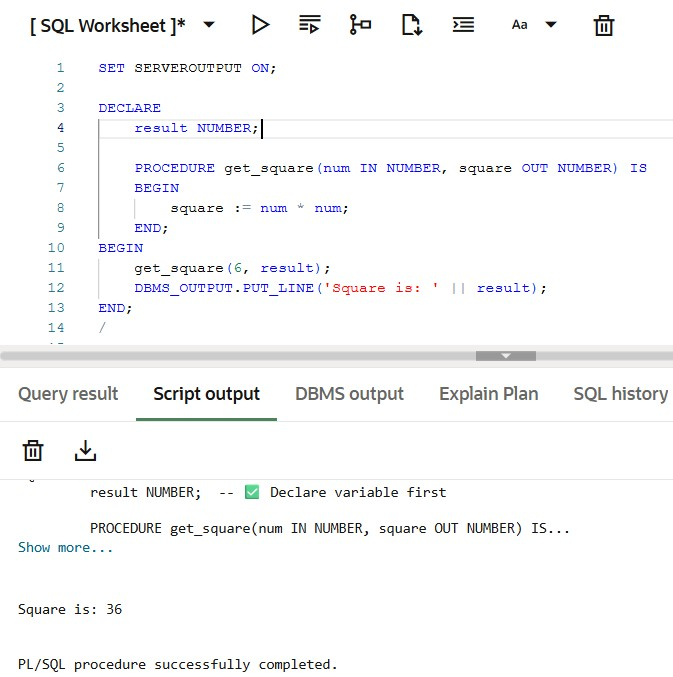 [ SQL Worksheet ]*
Aa
1 SET SERVEROUTPUT ON;
2
3 DECLARE
4 result NUMBER;
5
6 PROCEDURE get_square(num IN NUMBER, square OUT NUMBER) IS
7 BEGIN
8 square := num * num;
9 END;
10 BEGIN
11 get_square(6, result);
12 DBMS_OUTPUT.PUT_LINE('Square is: ' || result);
13 END;
14 /
Query result Script output DBMS output Explain Plan SQL history
result NUMBER; -- ✅ Declare variable first
PROCEDURE get_square(num IN NUMBER, square OUT NUMBER) IS...
Show more...
Square is: 36
PL/SQL procedure successfully completed.